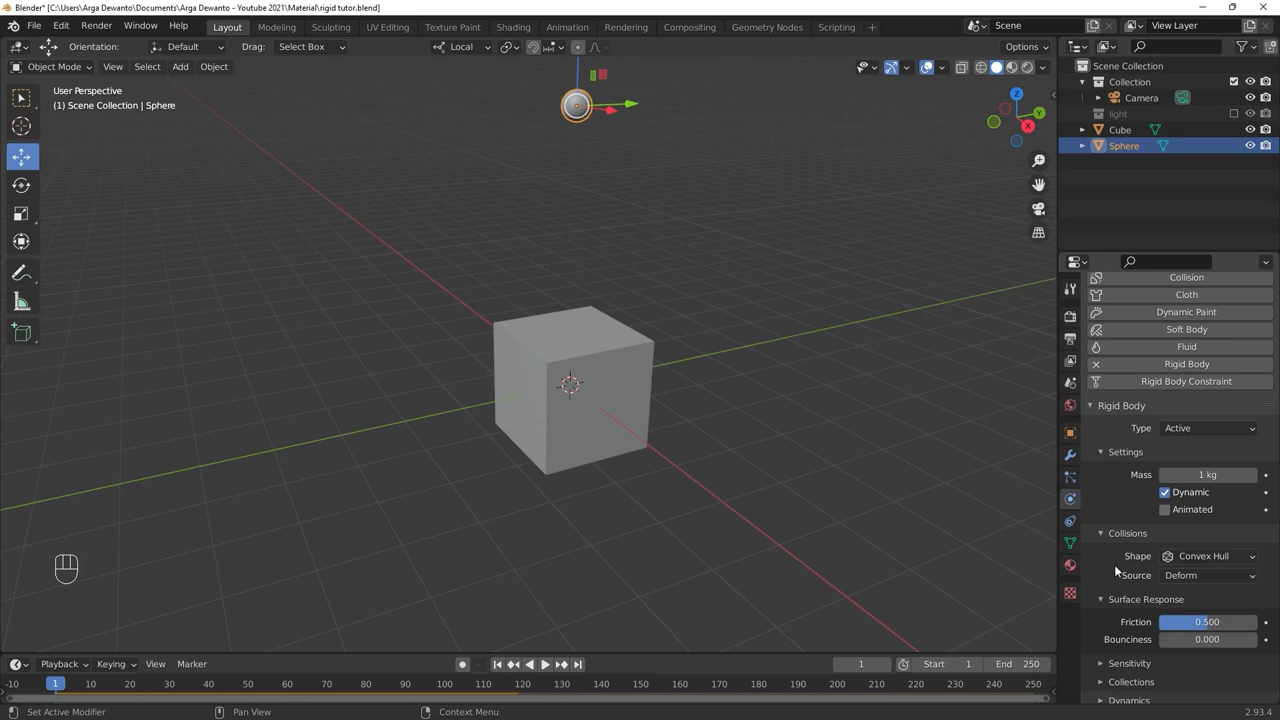 Blender* [C:\Users\Arga Dewanto\Documents\Arga Dewanto - Youtube 2021\Material\rigid tutor.blend]
File Edit Render Window Help Layout Modeling Sculpting UV Editing Texture Paint Shading Animation Rendering Compositing Geometry Nodes Scripting + Scene View Layer
Orientation: Default Drag: Select Box Local Options
Object Mode View Select Add Object
User Perspective
(1) Scene Collection | Sphere
Z
Y
X
Scene Collection
Collection
Camera
light
Cube
Sphere
Collision
Cloth
Dynamic Paint
Soft Body
Fluid
Rigid Body
Rigid Body Constraint
Rigid Body
Type Active
Settings
Mass 1 kg
Dynamic
Animated
Collisions
Shape Convex Hull
Source Deform
Surface Response
Friction 0.500
Bounciness 0.000
Sensitivity
Collections
Dynamics
Playback Keying View Marker 1 Start 1 End 250
-10 1 10 20 30 40 50 60 70 80 90 100 110 120 130 140 150 160 170 180 190 200 210 220 230 240 250
Set Active Modifier Pan View Context Menu 2.93.4